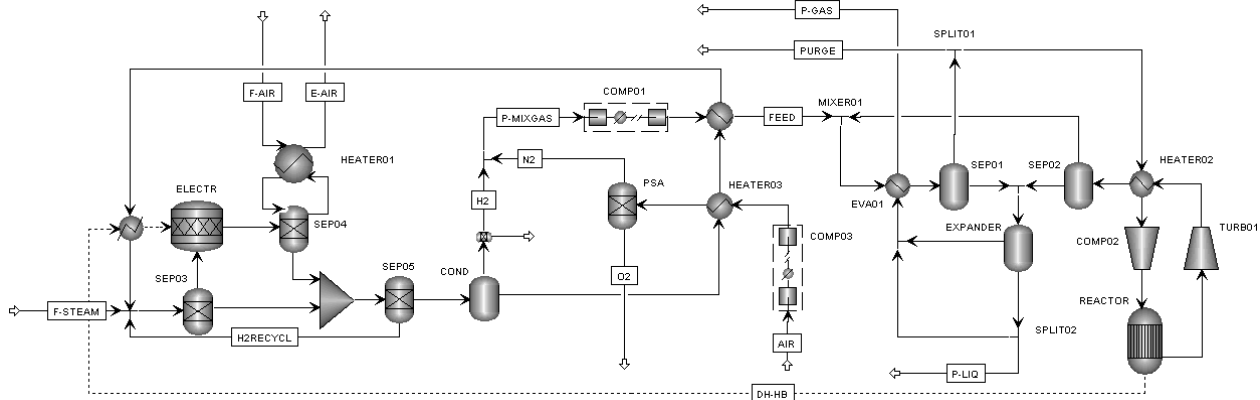 P-GAS
SPLIT01
PURGE
F-AIR
E-AIR
COMP01
P-MIXGAS
FEED
MIXER01
HEATER01
N2
ELECTR
PSA
SEP01
SEP02
HEATER02
H2
HEATER03
EVA01
SEP04
EXPANDER
COMP02
TURB01
COMP03
SEP03
SEP05
COND
O2
F-STEAM
REACTOR
H2RECYCL
AIR
SPLIT02
P-LIQ
DH-HB